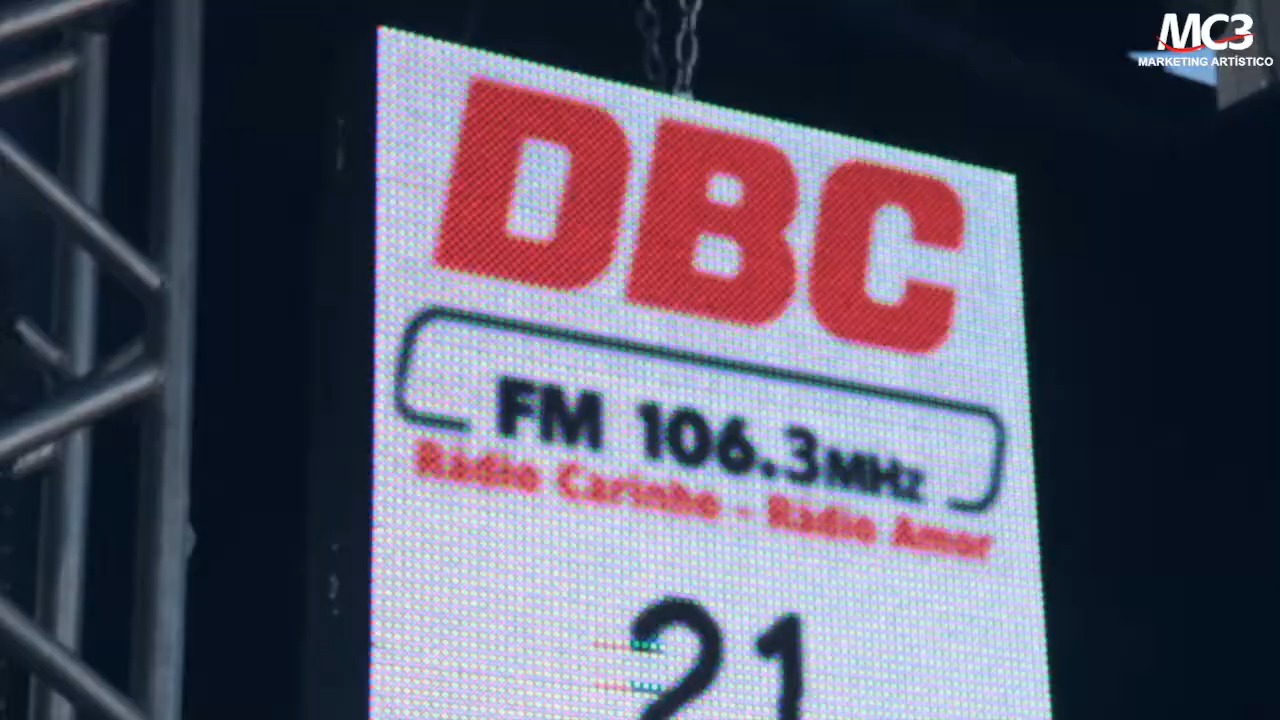 MC3
MARKETING ARTÍSTICO
DBC
FM 106.3MHz
Rádio Carinho - Rádio Amor
21